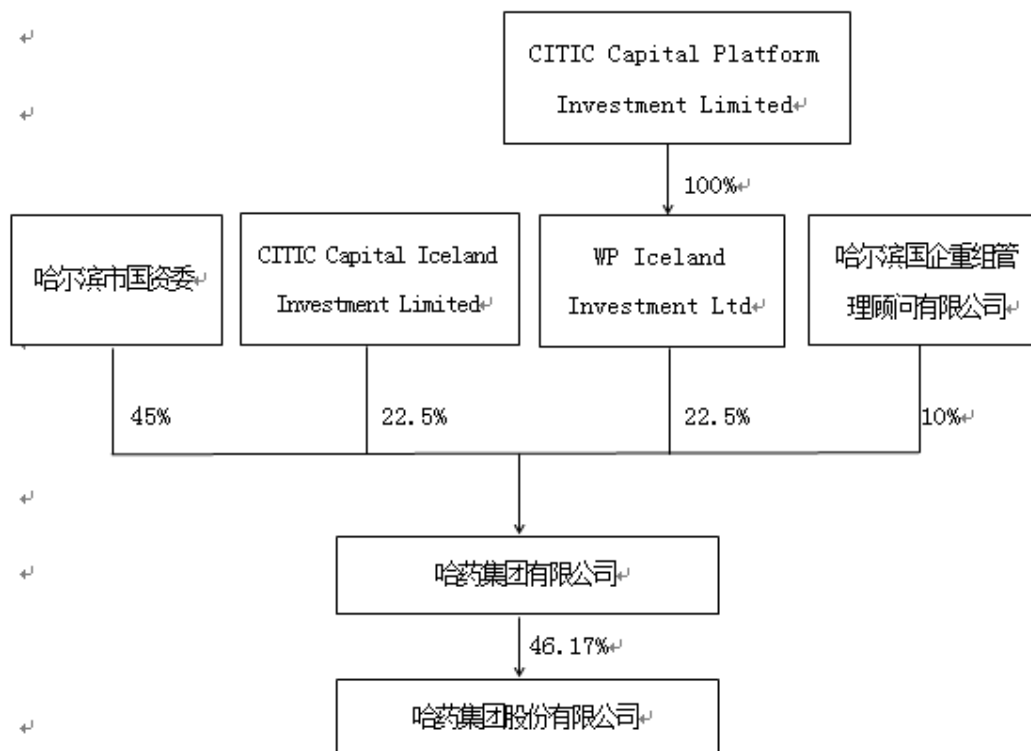 CITIC Capital Platform
Investment Limited
100%
哈尔滨市国资委
CITIC Capital Iceland
Investment Limited
WP Iceland
Investment Ltd
哈尔滨国企重组管
理顾问有限公司
45%
22.5%
22.5%
10%
哈药集团有限公司
46.17%
哈药集团股份有限公司